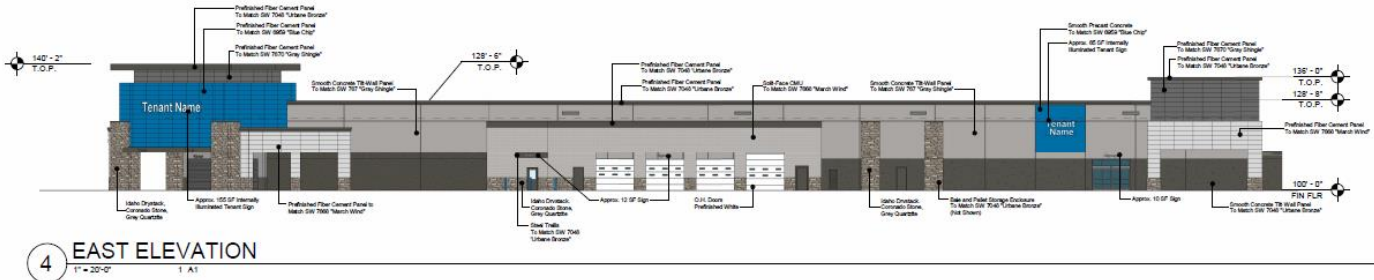 Prefinished Fiber Cement Panel
To Match SW 7048 "Urbane Bronze"
Prefinished Fiber Cement Panel
To Match SW 6959 "Blue Chip"
Prefinished Fiber Cement Panel
To Match SW 7670 "Gray Shingle"
140' - 2"
T.O.P.
126' - 6"
T.O.P.
Smooth Concrete Tilt-Wall Panel
To Match SW 767 "Gray Shingle"
Prefinished Fiber Cement Panel
To Match SW 7048 "Urbane Bronze"
Prefinished Fiber Cement Panel
To Match SW 7048 "Urbane Bronze"
Split-Face CMU
To Match SW 7668 "March Wind"
Smooth Concrete Tilt-Wall Panel
To Match SW 767 "Gray Shingle"
Smooth Precast Concrete
To Match SW 6959 "Blue Chip"
Approx. 65 SF Internally
Illuminated Tenant Sign
Prefinished Fiber Cement Panel
To Match SW 7670 "Gray Shingle"
Prefinished Fiber Cement Panel
To Match SW 7048 "Urbane Bronze"
136' - 0"
T.O.P.
128' - 8"
T.O.P.
Prefinished Fiber Cement Panel
To Match SW 7668 "March Wind"
Tenant Name
Tenant
Name
100' - 0"
FIN FLR
Idaho Drystack,
Coronado Stone,
Grey Quartzite
Approx. 155 SF Internally
Illuminated Tenant Sign
Prefinished Fiber Cement Panel to
Match SW 7668 "March Wind"
Idaho Drystack,
Coronado Stone,
Grey Quartzite
Steel Trellis
To Match SW 7048
"Urbane Bronze"
Approx. 12 SF Sign
O.H. Doors
Prefinished White
Idaho Drystack,
Coronado Stone,
Grey Quartzite
Bale and Pallet Storage Enclosure
To Match SW 7048 "Urbane Bronze"
(Not Shown)
Approx. 10 SF Sign
Smooth Concrete Tilt-Wall Panel
To Match SW 7048 "Urbane Bronze"
4 EAST ELEVATION
1" = 20'-0" 1 A1